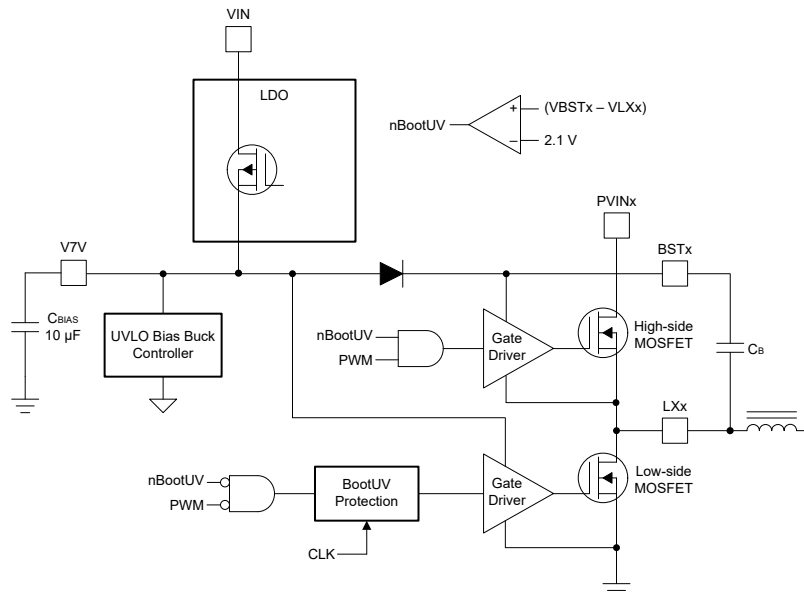 VIN
LDO
nBootUV
+
(VBSTx – VLXx)
–
2.1 V
PVINx
V7V
BSTx
CBIAS
10 µF
UVLO Bias Buck
Controller
nBootUV
PWM
Gate
Driver
High-side
MOSFET
CB
LXx
nBootUV
PWM
BootUV
Protection
Gate
Driver
Low-side
MOSFET
CLK